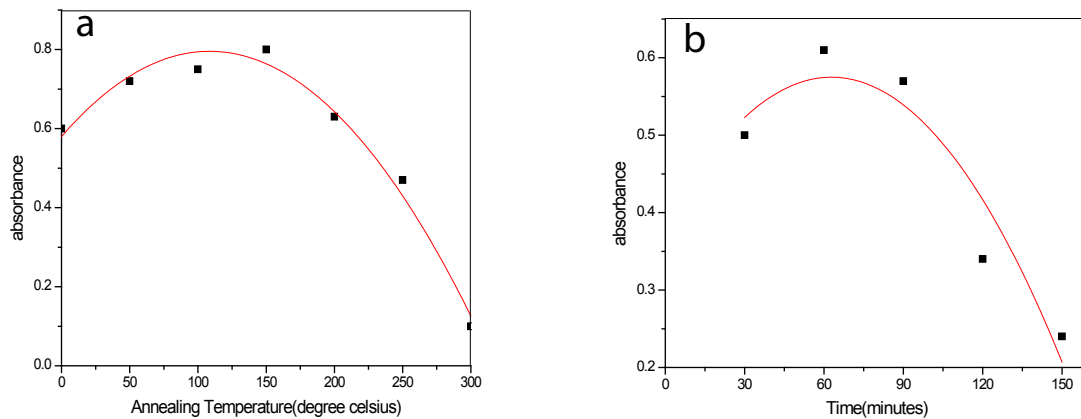 a
absorbance
0.8
0.6
0.4
0.2
0.0
0 50 100 150 200 250 300
Annealing Temperature(degree celsius)
b
absorbance
0.6
0.5
0.4
0.3
0.2
30 60 90 120 150
Time(minutes)